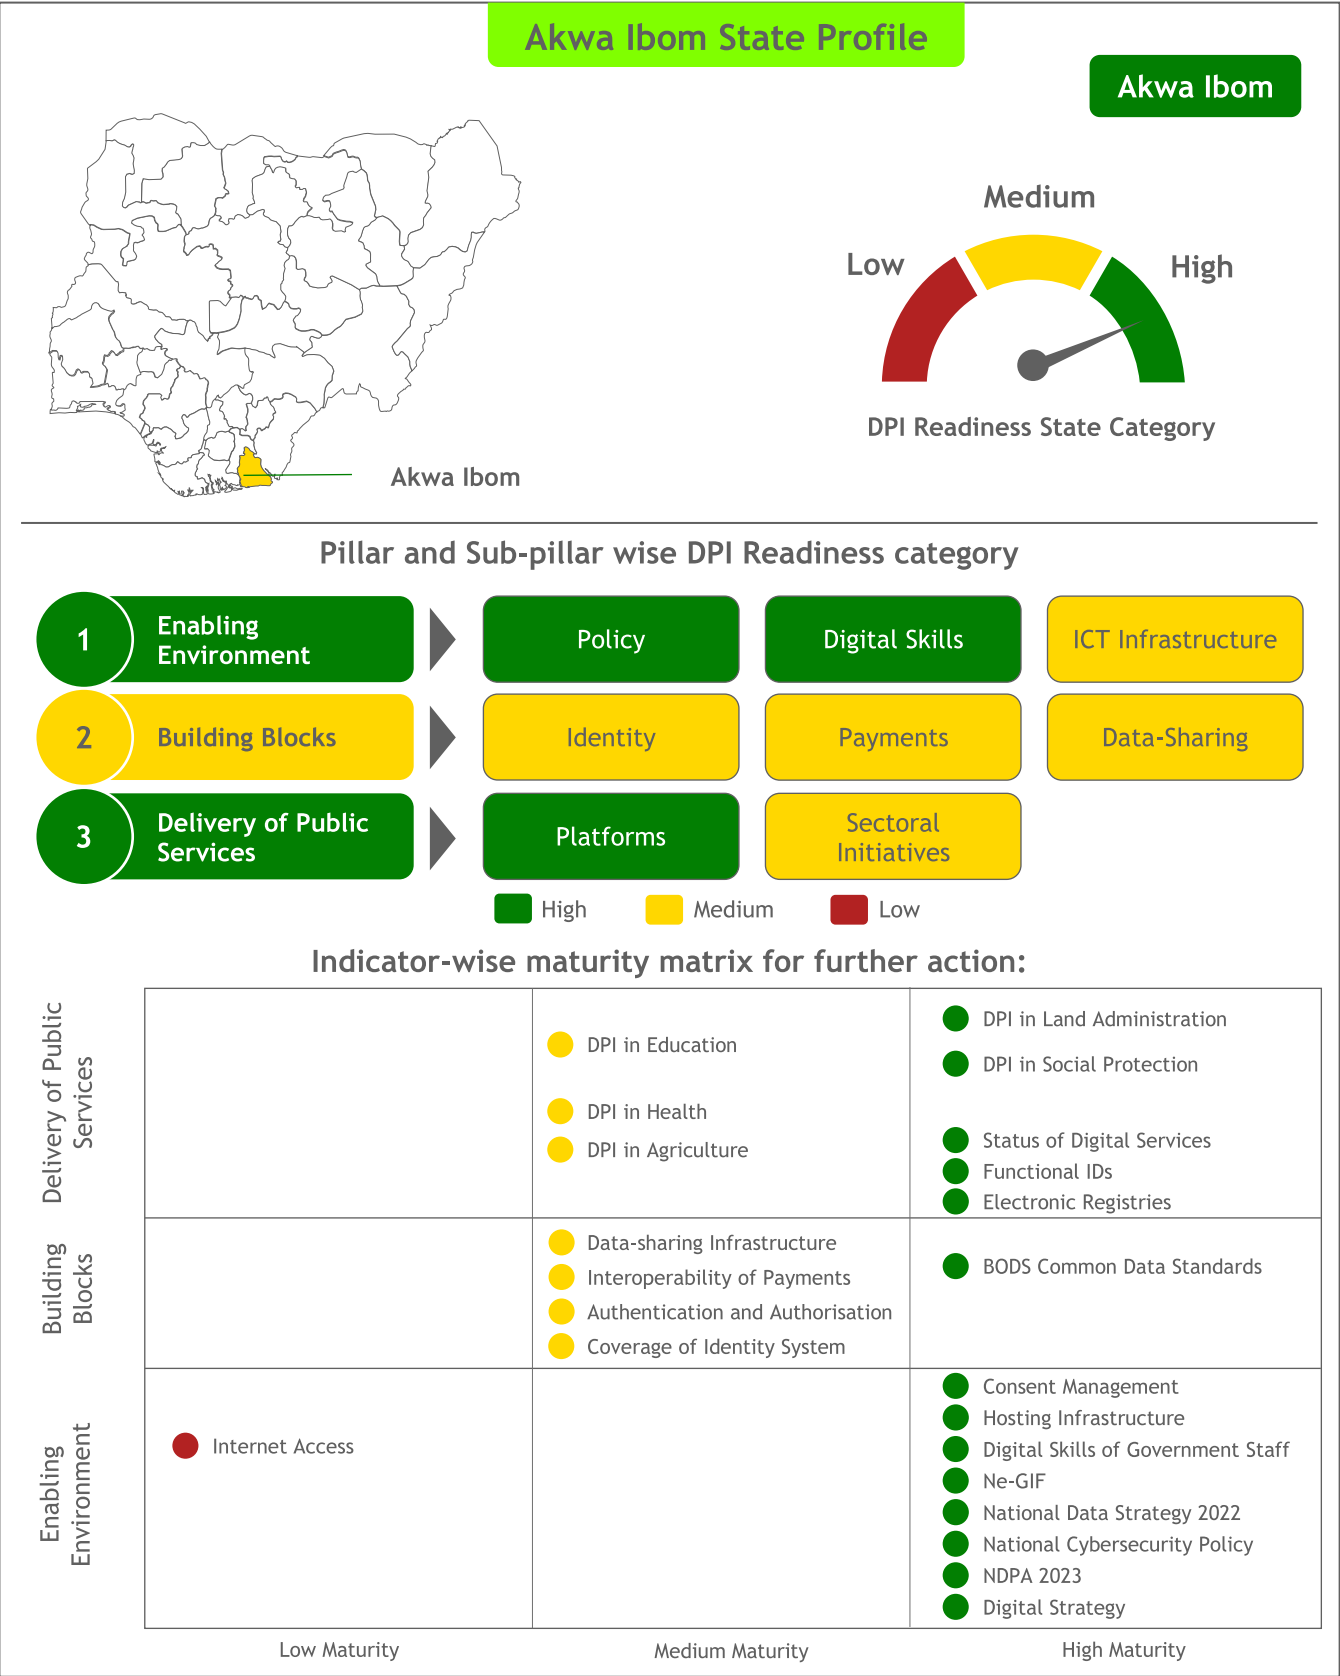 Akwa Ibom State Profile
Akwa Ibom
Medium
Low
High
DPI Readiness State Category
Akwa Ibom
Pillar and Sub-pillar wise DPI Readiness category
1
Enabling
Environment
Policy
Digital Skills
ICT Infrastructure
2
Building Blocks
Identity
Payments
Data-Sharing
3
Delivery of Public
Services
Platforms
Sectoral
Initiatives
High
Medium
Low
Indicator-wise maturity matrix for further action:
Delivery of Public
Services
DPI in Education
DPI in Health
DPI in Agriculture
DPI in Land Administration
DPI in Social Protection
Status of Digital Services
Functional IDs
Electronic Registries
Building
Blocks
Data-sharing Infrastructure
Interoperability of Payments
Authentication and Authorisation
Coverage of Identity System
BODS Common Data Standards
Enabling
Environment
Internet Access
Consent Management
Hosting Infrastructure
Digital Skills of Government Staff
Ne-GIF
National Data Strategy 2022
National Cybersecurity Policy
NDPA 2023
Digital Strategy
Low Maturity
Medium Maturity
High Maturity